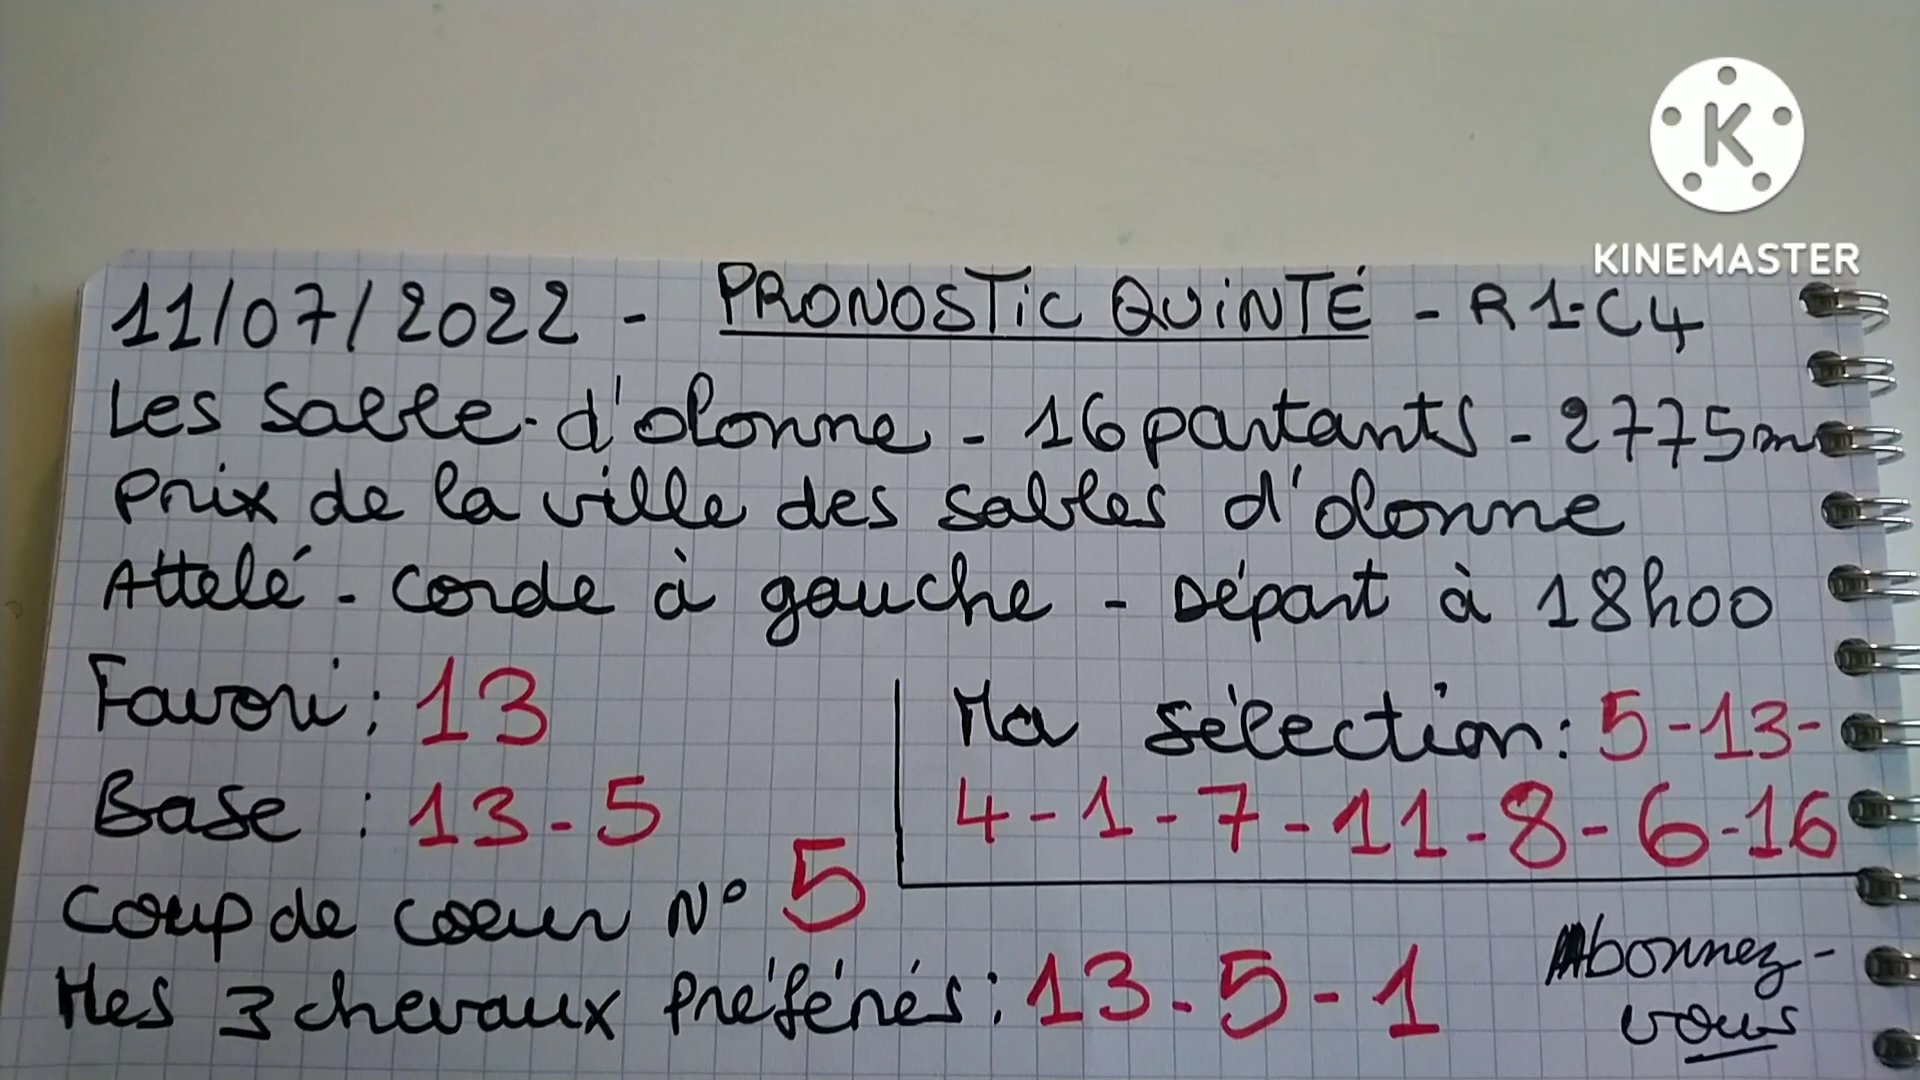 K
KINEMASTER
11/07/2022 - PRONOSTiC QUiNTÉ - R1-C4
Les Sable-d'olonne - 16 partants - 2775m
Prix de la ville des sables d'olonne
Attelé - Corde à gauche - Départ à 18h00
Favori : 13
Base : 13 - 5
Coup de coeur N° 5
Ma sélection : 5 - 13 -
4 - 1 - 7 - 11 - 8 - 6 - 16
Mes 3 chevaux préférés : 13 - 5 - 1
Abonnez-
vous